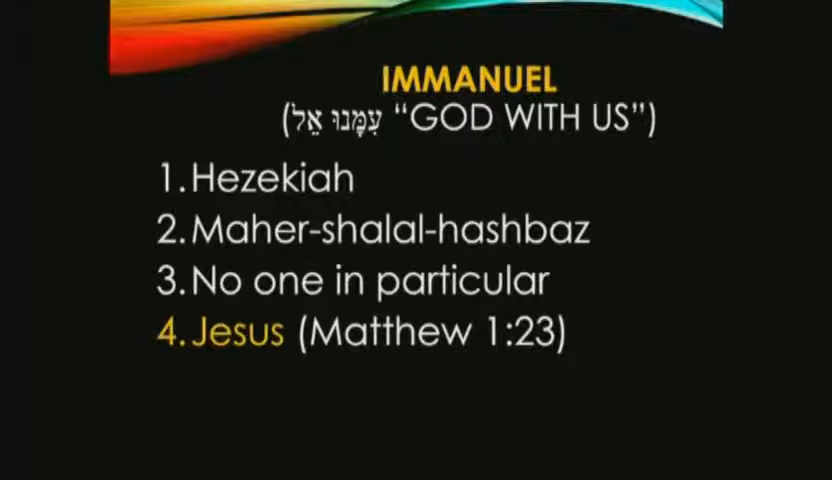 IMMANUEL
(עִמָּנוּ אֵל “GOD WITH US”)
1. Hezekiah
2. Maher-shalal-hashbaz
3. No one in particular
4. Jesus (Matthew 1:23)